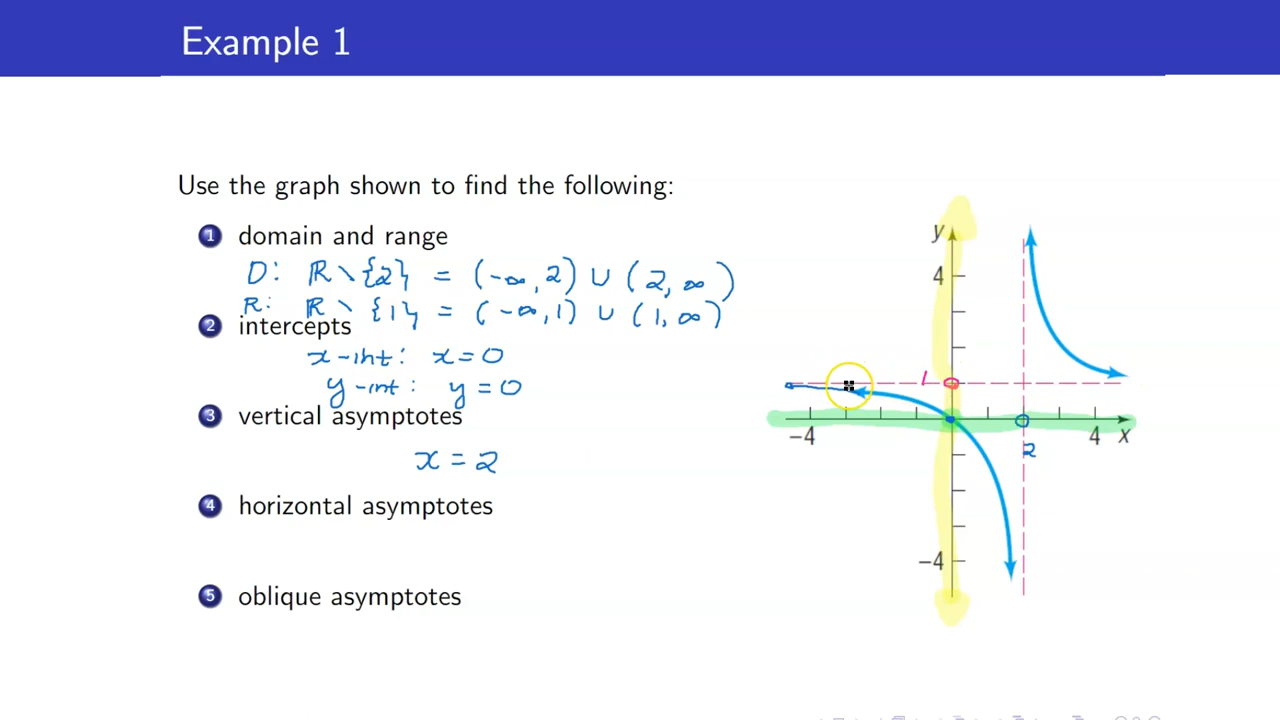 Example 1
Use the graph shown to find the following:
1 domain and range
D: ℝ \ {2} = (-∞, 2) ∪ (2, ∞)
R: ℝ \ {1} = (-∞, 1) ∪ (1, ∞)
2 intercepts
x-int: x = 0
y-int: y = 0
3 vertical asymptotes
x = 2
4 horizontal asymptotes
5 oblique asymptotes
y
4
1
−4
4
x
2
−4